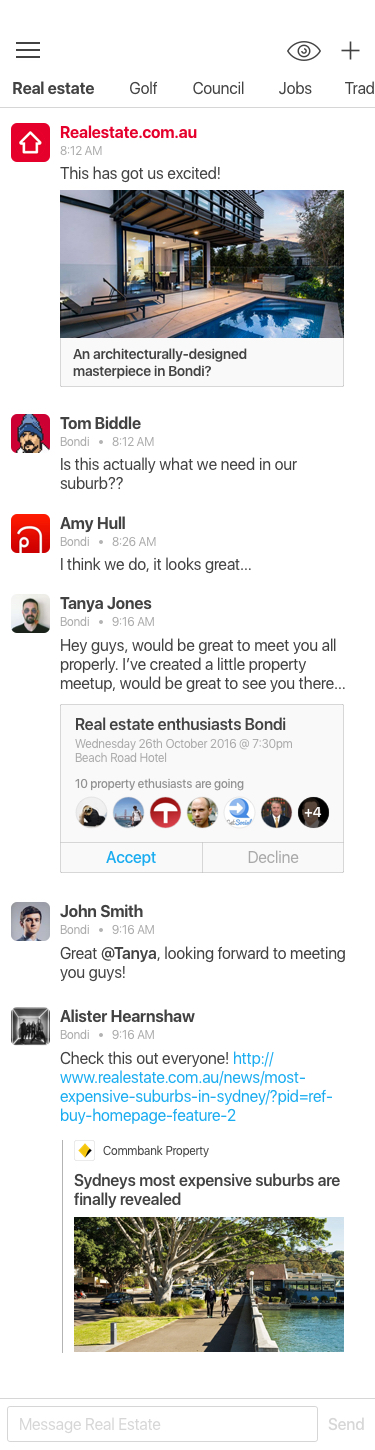 Real estate Golf Council Jobs Trad
Realestate.com.au
8:12 AM
This has got us excited!
An architecturally-designed
masterpiece in Bondi?
Tom Biddle
Bondi • 8:12 AM
Is this actually what we need in our
suburb??
Amy Hull
Bondi • 8:26 AM
I think we do, it looks great...
Tanya Jones
Bondi • 9:16 AM
Hey guys, would be great to meet you all
properly. I’ve created a little property
meetup, would be great to see you there...
Real estate enthusiasts Bondi
Wednesday 26th October 2016 @ 7:30pm
Beach Road Hotel
10 property ethusiasts are going
+4
Accept Decline
John Smith
Bondi • 9:16 AM
Great @Tanya, looking forward to meeting
you guys!
Alister Hearnshaw
Bondi • 9:16 AM
Check this out everyone! http://
www.realestate.com.au/news/most-
expensive-suburbs-in-sydney/?pid=ref-
buy-homepage-feature-2
Commbank Property
Sydneys most expensive suburbs are
finally revealed
Message Real Estate Send